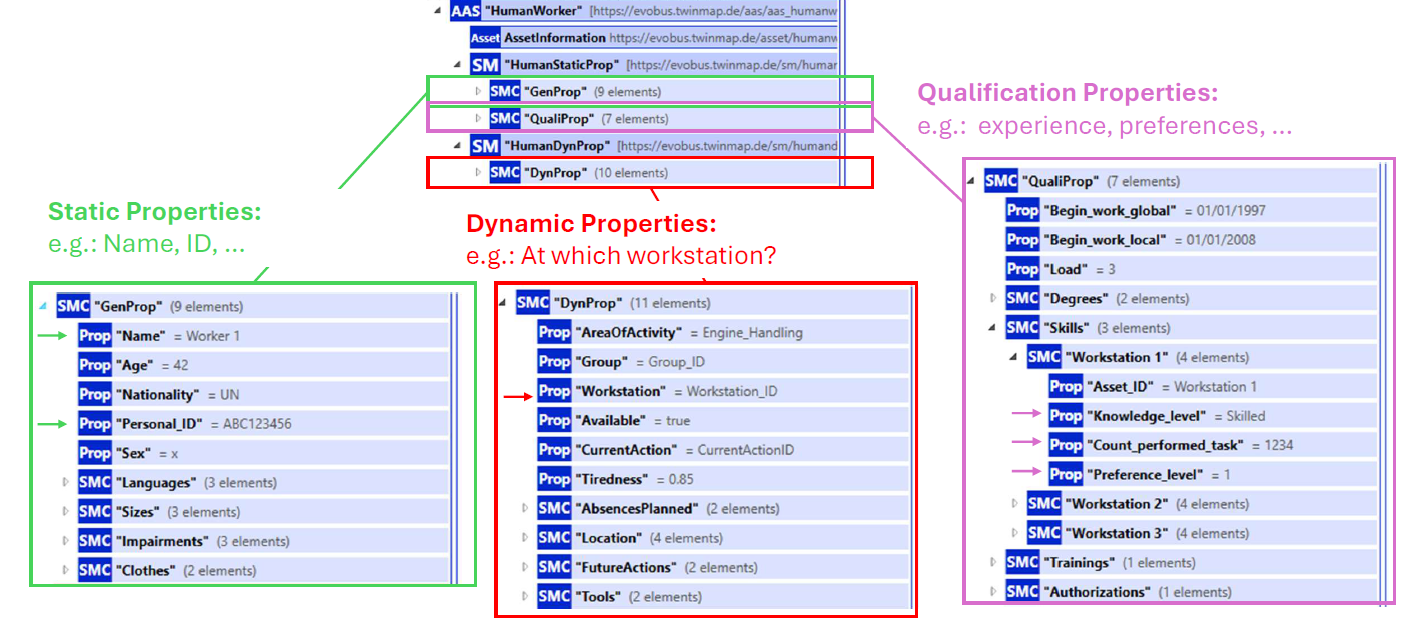 AAS "HumanWorker" [https://evobus.twinmap.de/aas/aas_humanw
Asset AssetInformation https://evobus.twinmap.de/asset/humanw
SM "HumanStaticProp" [https://evobus.twinmap.de/sm/human
SMC "GenProp" (9 elements)
SMC "QualiProp" (7 elements)
SM "HumanDynProp" [https://evobus.twinmap.de/sm/humand
SMC "DynProp" (10 elements)
Qualification Properties:
e.g.: experience, preferences, ...
Static Properties:
e.g.: Name, ID, ...
Dynamic Properties:
e.g.: At which workstation?
SMC "GenProp" (9 elements)
Prop "Name" = Worker 1
Prop "Age" = 42
Prop "Nationality" = UN
Prop "Personal_ID" = ABC123456
Prop "Sex" = x
SMC "Languages" (3 elements)
SMC "Sizes" (3 elements)
SMC "Impairments" (3 elements)
SMC "Clothes" (2 elements)
SMC "DynProp" (11 elements)
Prop "AreaOfActivity" = Engine_Handling
Prop "Group" = Group_ID
Prop "Workstation" = Workstation_ID
Prop "Available" = true
Prop "CurrentAction" = CurrentActionID
Prop "Tiredness" = 0.85
SMC "AbsencesPlanned" (2 elements)
SMC "Location" (4 elements)
SMC "FutureActions" (2 elements)
SMC "Tools" (2 elements)
SMC "QualiProp" (7 elements)
Prop "Begin_work_global" = 01/01/1997
Prop "Begin_work_local" = 01/01/2008
Prop "Load" = 3
SMC "Degrees" (2 elements)
SMC "Skills" (3 elements)
SMC "Workstation 1" (4 elements)
Prop "Asset_ID" = Workstation 1
Prop "Knowledge_level" = Skilled
Prop "Count_performed_task" = 1234
Prop "Preference_level" = 1
SMC "Workstation 2" (4 elements)
SMC "Workstation 3" (4 elements)
SMC "Trainings" (1 elements)
SMC "Authorizations" (1 elements)